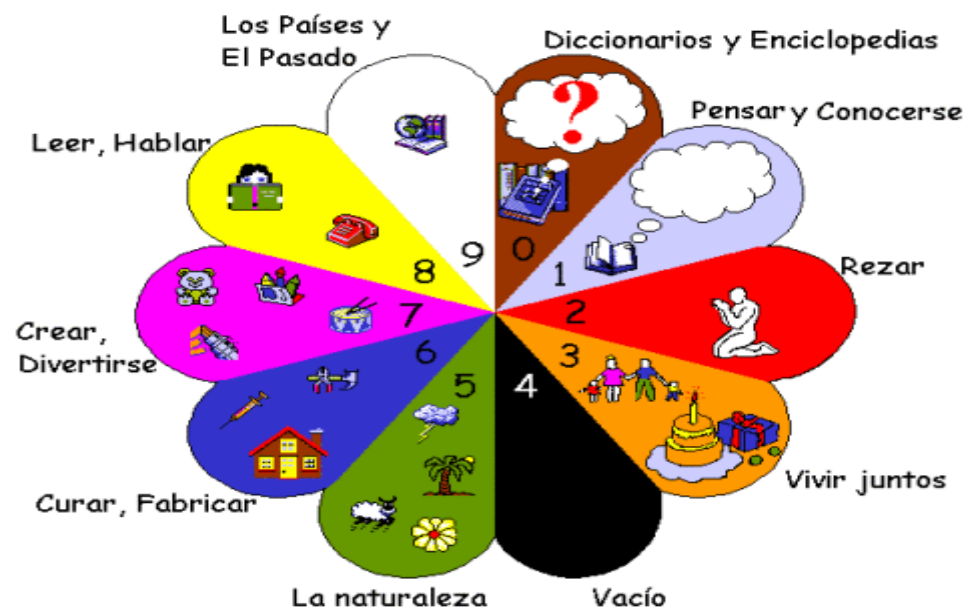 Los Países y
El Pasado
Diccionarios y Enciclopedias
Pensar y Conocerse
Leer, Hablar
Rezar
Crear,
Divertirse
Vivir juntos
Curar, Fabricar
La naturaleza
Vacío
?
0
1
2
3
4
5
6
7
8
9